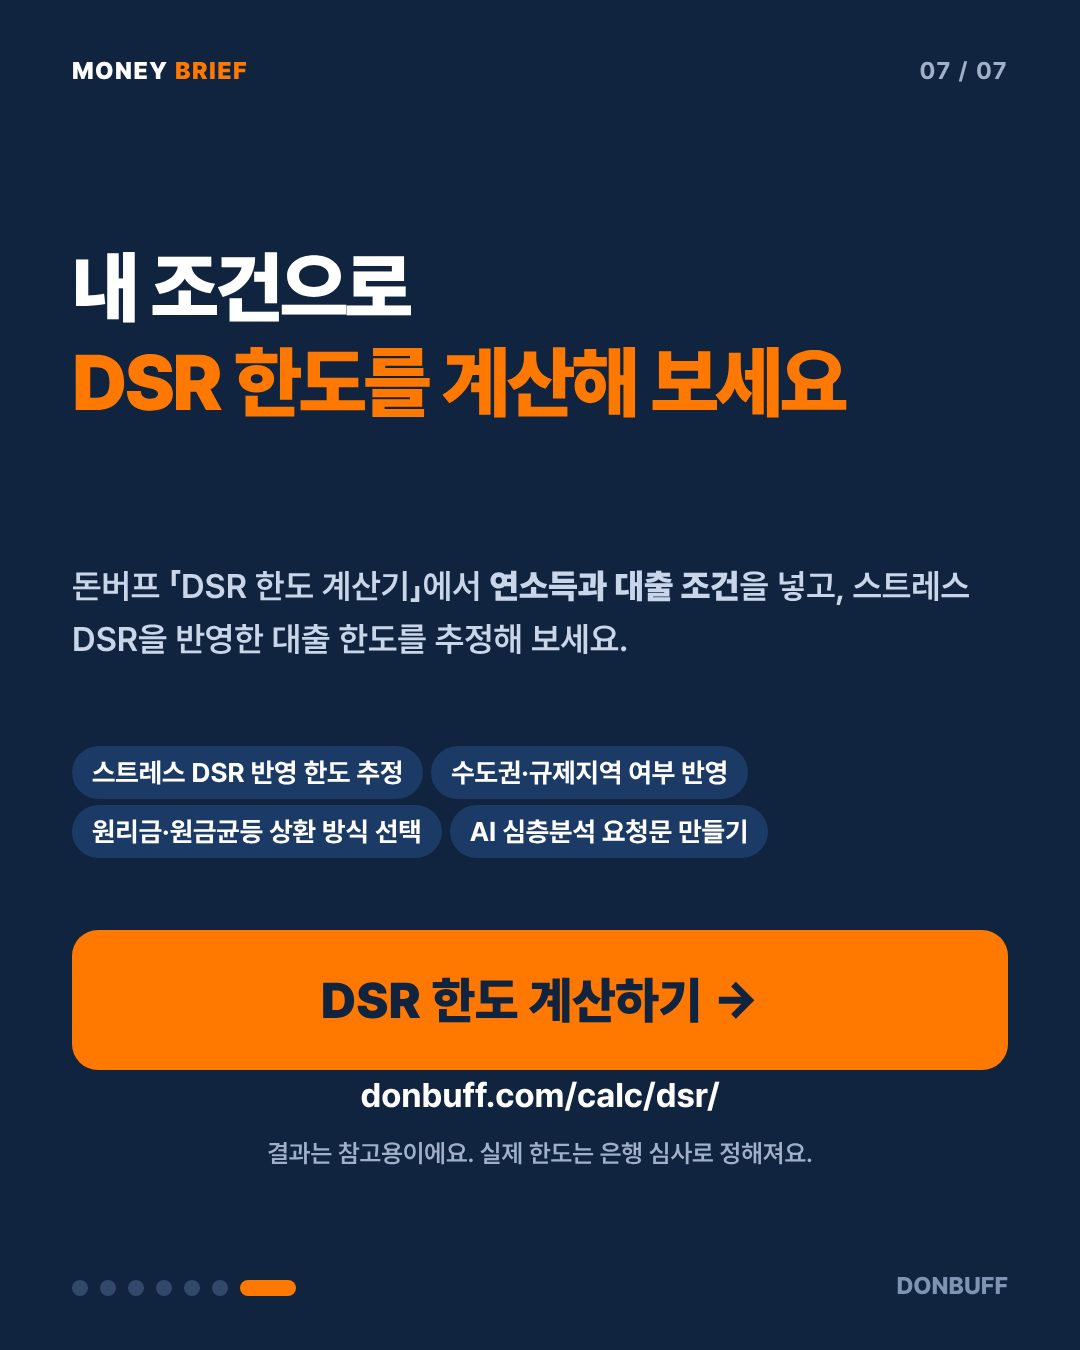 MONEY BRIEF
07 / 07
내 조건으로
DSR 한도를 계산해 보세요
돈버프 「DSR 한도 계산기」에서 연소득과 대출 조건을 넣고, 스트레스
DSR을 반영한 대출 한도를 추정해 보세요.
스트레스 DSR 반영 한도 추정
수도권·규제지역 여부 반영
원리금·원금균등 상환 방식 선택
AI 심층분석 요청문 만들기
DSR 한도 계산하기 →
donbuff.com/calc/dsr/
결과는 참고용이에요. 실제 한도는 은행 심사로 정해져요.
DONBUFF